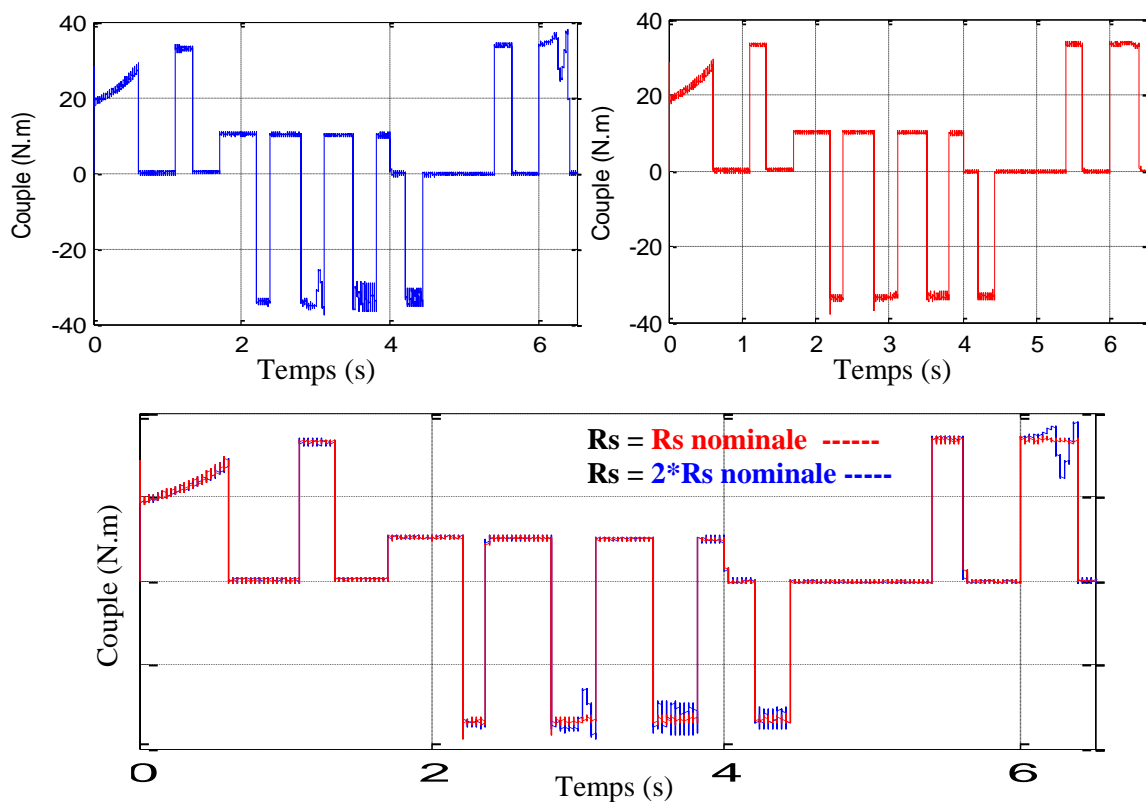 40
20
0
-20
-40
Couple (N.m)
0 2 4 6
Temps (s)
40
20
0
-20
-40
Couple (N.m)
0 1 2 3 4 5 6
Temps (s)
Rs = Rs nominale ------
Rs = 2*Rs nominale -----
Couple (N.m)
0 2 4 6
Temps (s)